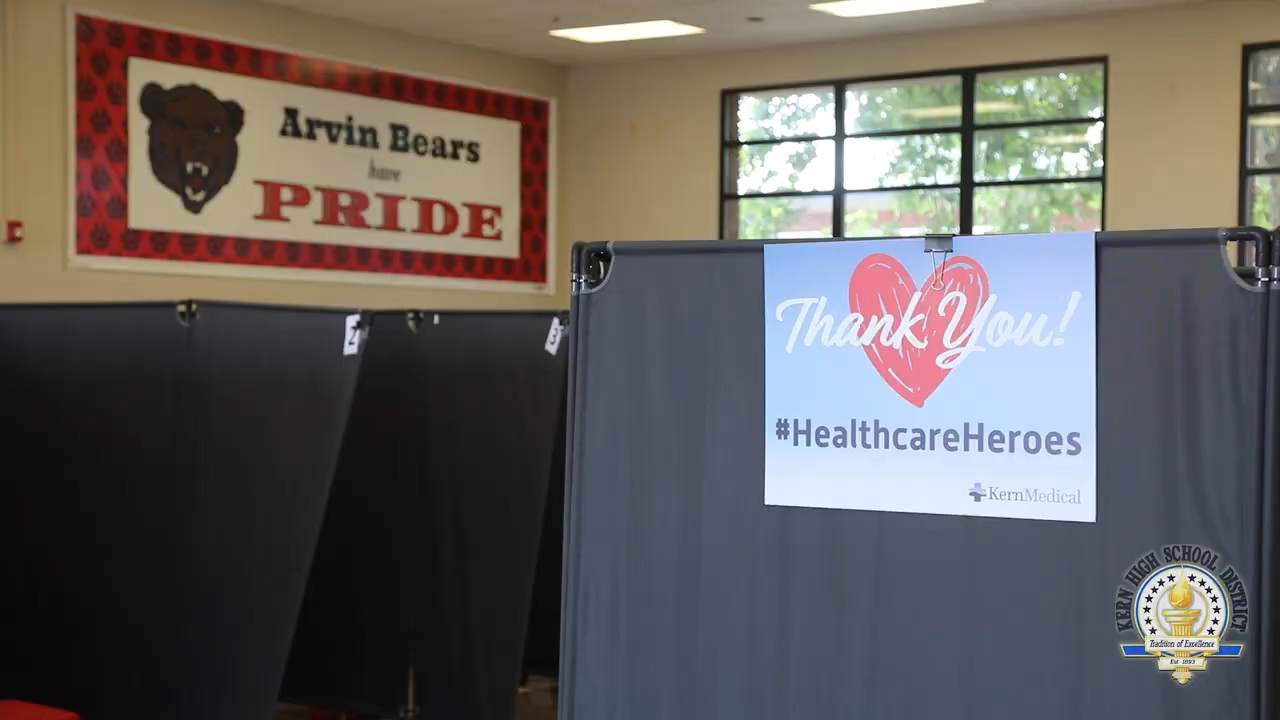 Arvin Bears
have
PRIDE
2
3
Thank You!
#HealthcareHeroes
KernMedical
KERN HIGH SCHOOL DISTRICT
Tradition of Excellence
Est. 1893